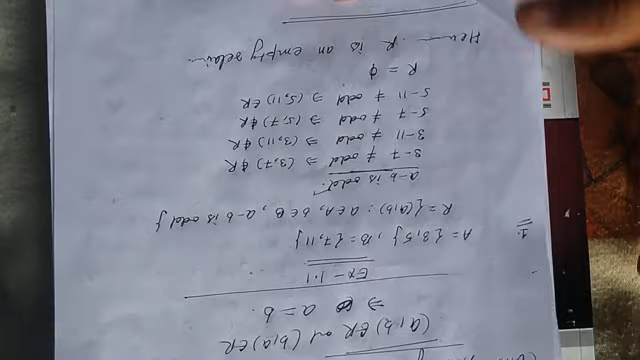 (a,b) ∈ R and (b,a) ∈ R
⇒ a = b.
Ex - 1.1
1. A = {3,5}, B = {7,11}
R = {(a,b) : a ∈ A, b ∈ B, a-b is odd}
a-b is odd.
3-7 ≠ odd ⇒ (3,7) ∉ R
3-11 ≠ odd ⇒ (3,11) ∉ R
5-7 ≠ odd ⇒ (5,7) ∉ R
5-11 ≠ odd ⇒ (5,11) ∈ R
R = ϕ
R is an empty relation